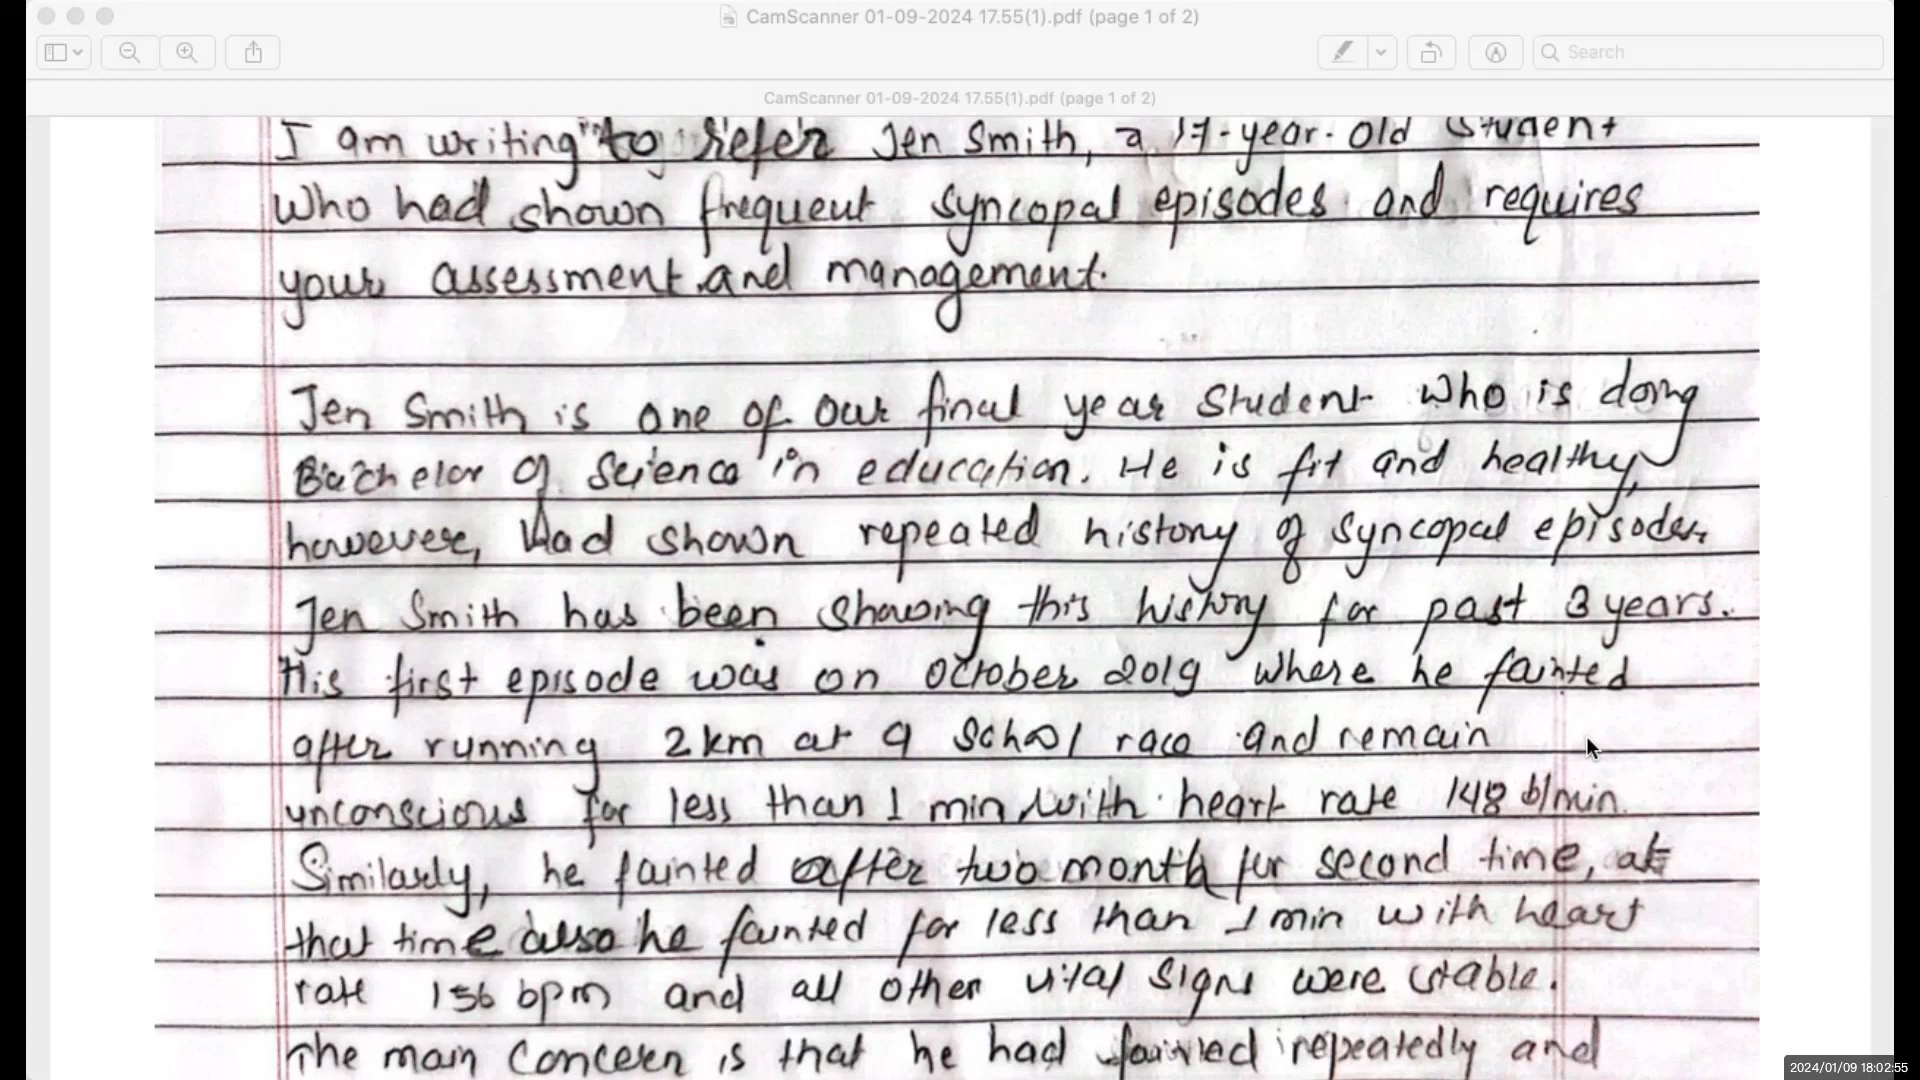 CamScanner 01-09-2024 17.55(1).pdf (page 1 of 2)
Search
CamScanner 01-09-2024 17.55(1).pdf (page 1 of 2)
I am writing to refer Jen Smith, a 17-year-old student
who had shown frequent syncopal episodes and requires
your assessment and management.
Jen Smith is one of our final year student who is doing
Bachelor of Science in education. He is fit and healthy,
however, had shown repeated history of syncopal episodes.
Jen Smith has been showing this history for past 3 years.
His first episode was on October 2019 where he fainted
after running 2km at a school race and remain
unconscious for less than 1 min with heart rate 148 b/min.
Similarly, he fainted after two month for second time, at
that time also he fainted for less than 1 min with heart
rate 156 bpm and all other vital signs were stable.
The main concern is that he had fainted repeatedly and
2024/01/09 18:02:55